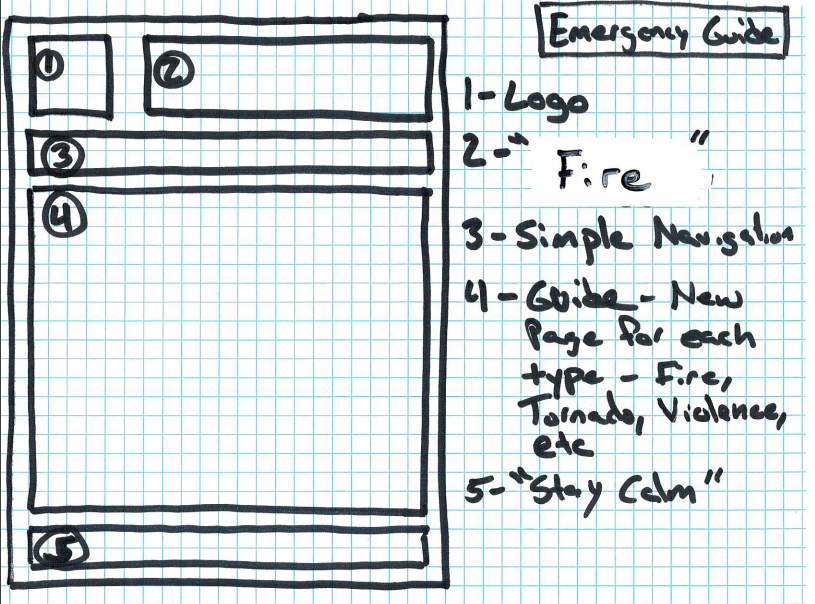 Emergency Guide
1
2
3
4
5
1-Logo
2-"Fire"
3-Simple Navigation
4-Guide-New
Page for each
type - Fire,
Tornado, Violence,
etc
5-"Stay Calm"